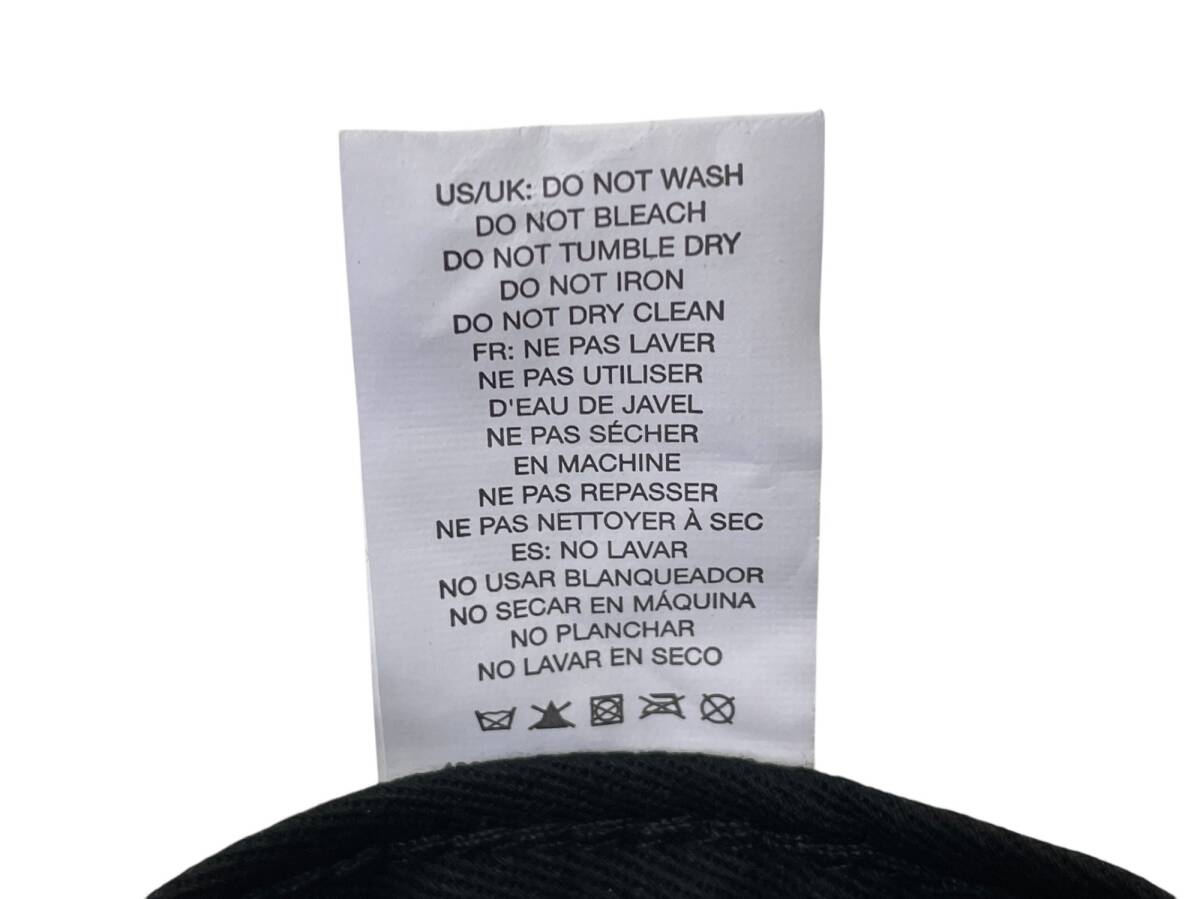 US/UK: DO NOT WASH
DO NOT BLEACH
DO NOT TUMBLE DRY
DO NOT IRON
DO NOT DRY CLEAN
FR: NE PAS LAVER
NE PAS UTILISER
D'EAU DE JAVEL
NE PAS SÉCHER
EN MACHINE
NE PAS REPASSER
NE PAS NETTOYER À SEC
ES: NO LAVAR
NO USAR BLANQUEADOR
NO SECAR EN MÁQUINA
NO PLANCHAR
NO LAVAR EN SECO